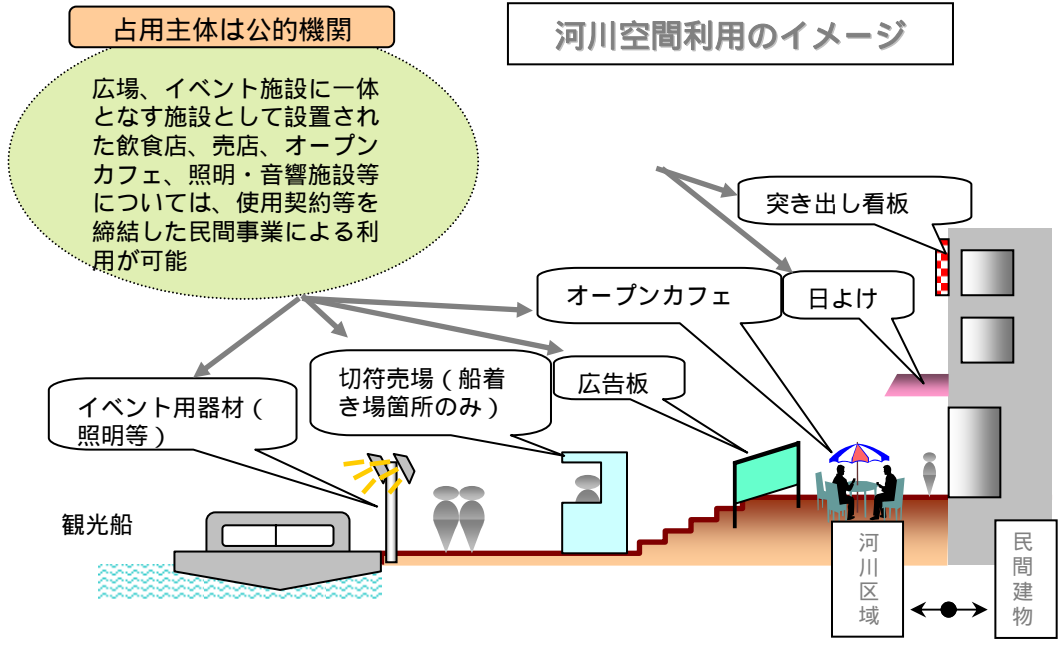 占用主体は公的機関
河川空間利用のイメージ
広場、イベント施設に一体
となす施設として設置され
た飲食店、売店、オープン
カフェ、照明・音響施設等
については、使用契約等を
締結した民間事業による利
用が可能
突き出し看板
オープンカフェ
日よけ
切符売場（船着
き場箇所のみ）
広告板
イベント用器材（
照明等）
観光船
河川区域
民間建物